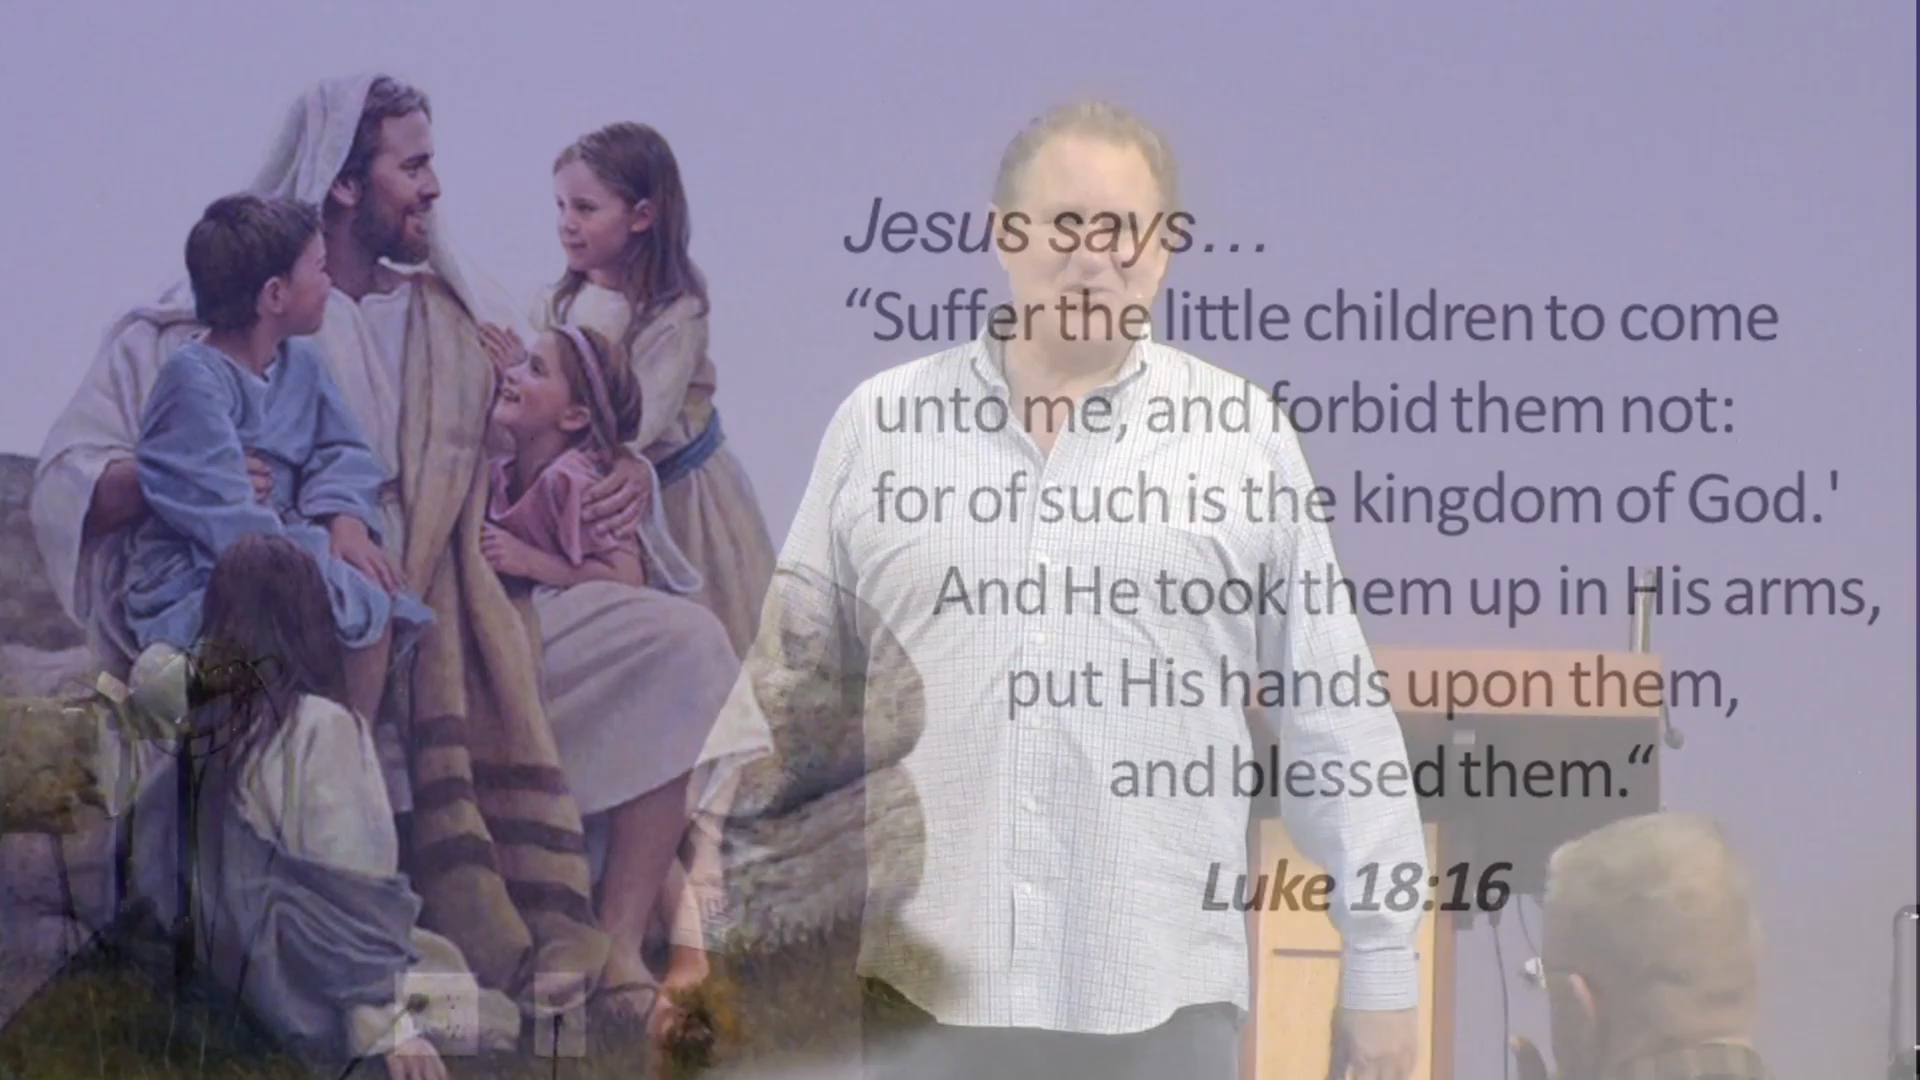 Jesus says…
“Suffer the little children to come
unto me, and forbid them not:
for of such is the kingdom of God.'
And He took them up in His arms,
put His hands upon them,
and blessed them.“
Luke 18:16